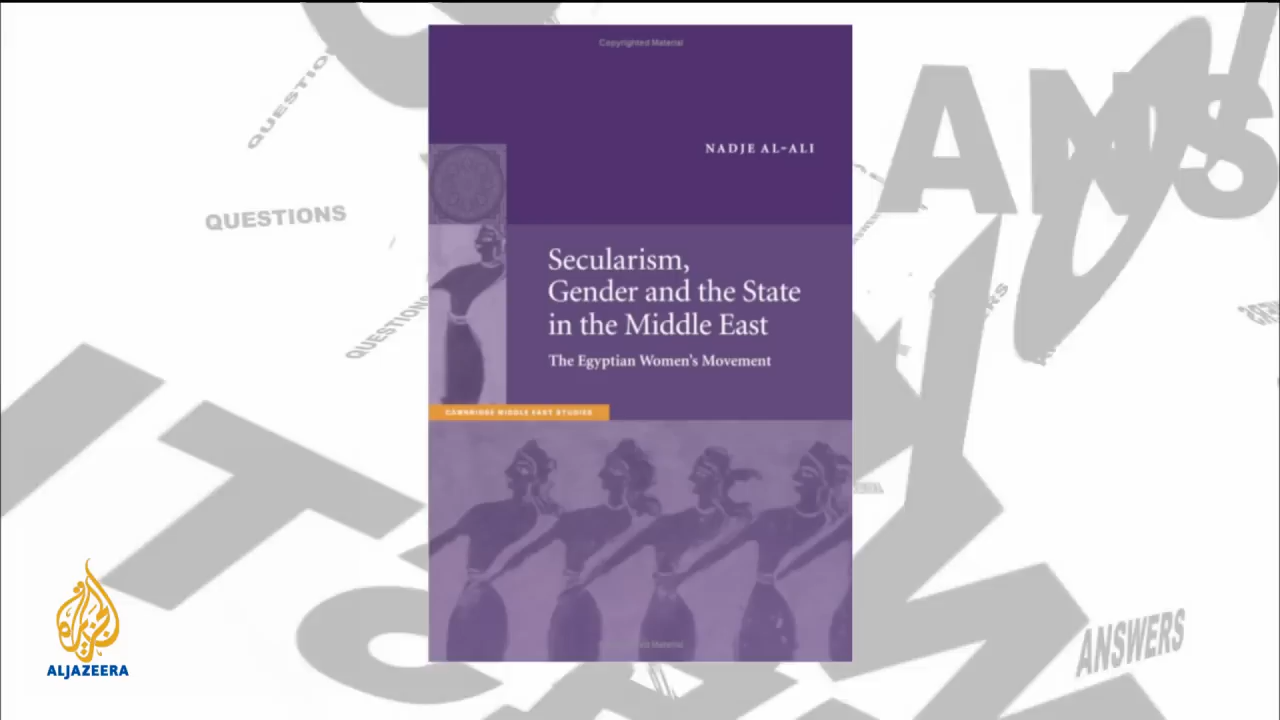 Copyrighted Material
NADJE AL-ALI
Secularism,
Gender and the State
in the Middle East
The Egyptian Women's Movement
CAMBRIDGE MIDDLE EAST STUDIES
QUESTIONS
QUESTIONS
ANSWERS
ALJAZEERA
الجزيرة